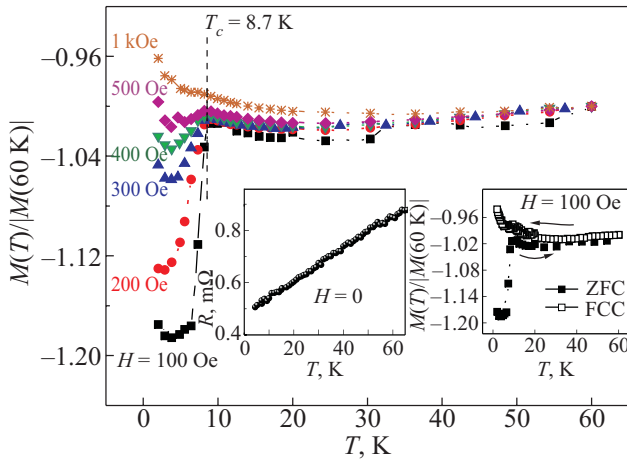 T_c = 8.7 K
−0.96
−1.04
−1.12
−1.20
M(T)/|M(60 K)|
1 kOe
500 Oe
400 Oe
300 Oe
200 Oe
H = 100 Oe
0 10 20 30 40 50 60
T, K
0.8
0.6
0.4
R, mΩ
H = 0
0 20 40 60
T, K
M(T)/|M(60 K)|
−0.96
−1.02
−1.08
−1.14
−1.20
H = 100 Oe
ZFC
FCC
0 20 40 60
T, K